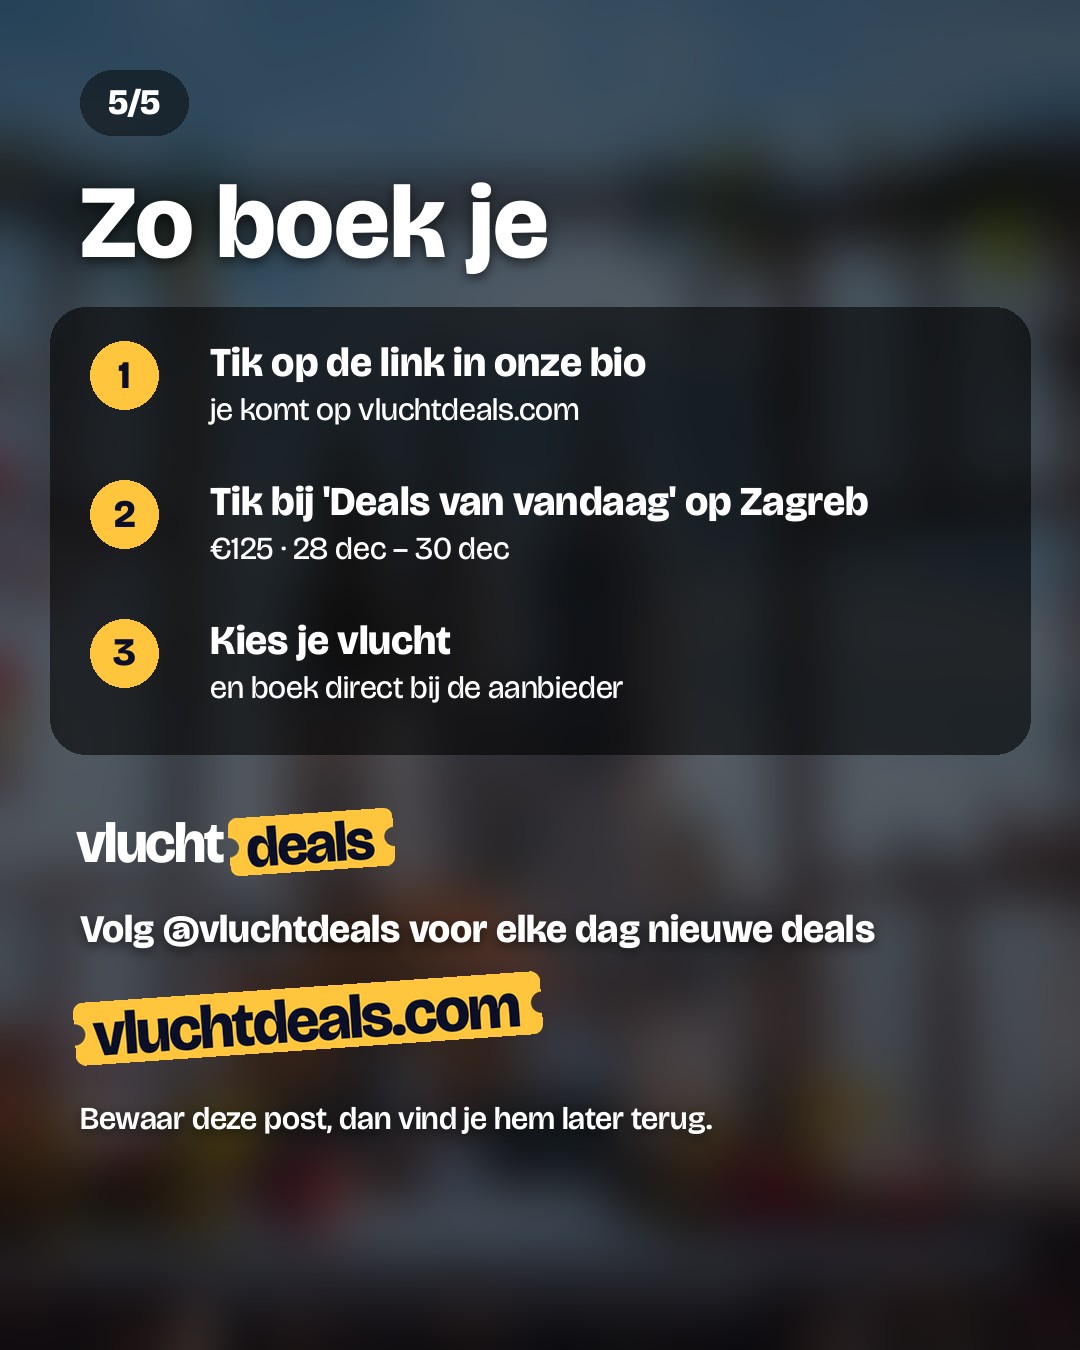 5/5
Zo boek je
1
Tik op de link in onze bio
je komt op vluchtdeals.com
2
Tik bij 'Deals van vandaag' op Zagreb
€125 · 28 dec – 30 dec
3
Kies je vlucht
en boek direct bij de aanbieder
vlucht deals
Volg @vluchtdeals voor elke dag nieuwe deals
vluchtdeals.com
Bewaar deze post, dan vind je hem later terug.